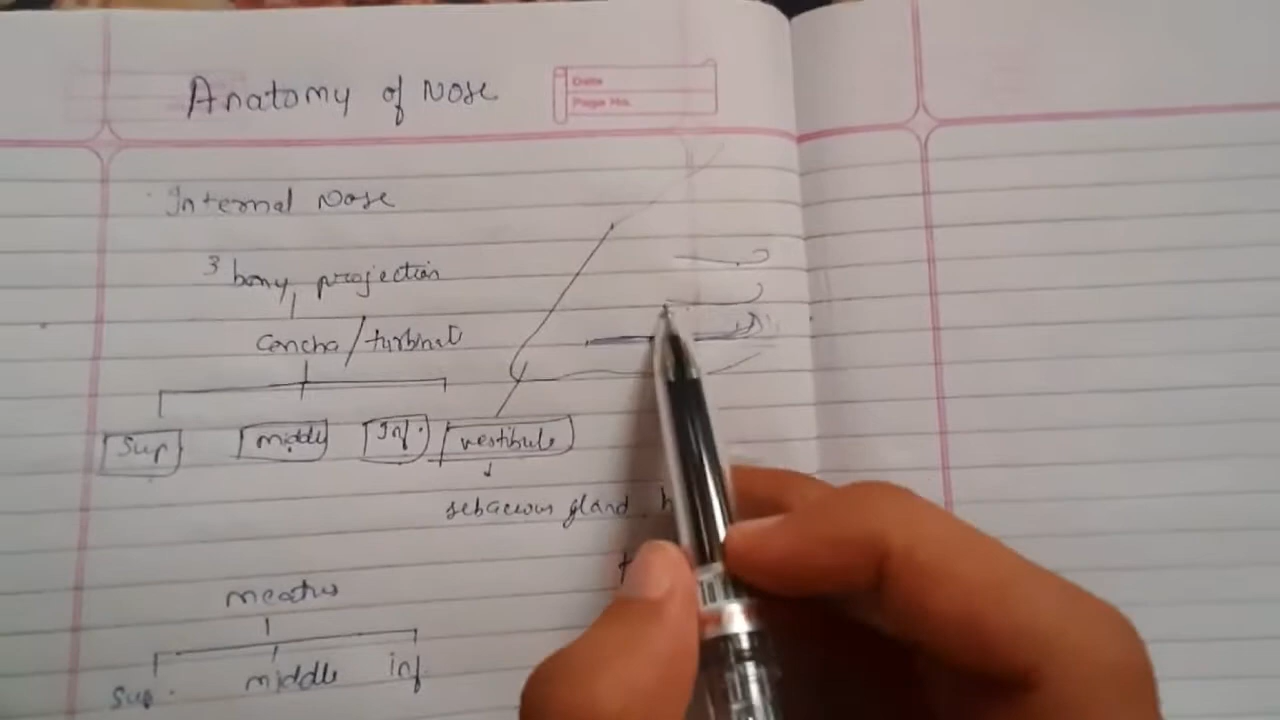 Anatomy of Nose
Date
Page No.
Internal Nose
3 bony projection
Concha/turbinat
Sup middle Inf. vestibule
sebaceous gland
meatus
Sup. middle inf